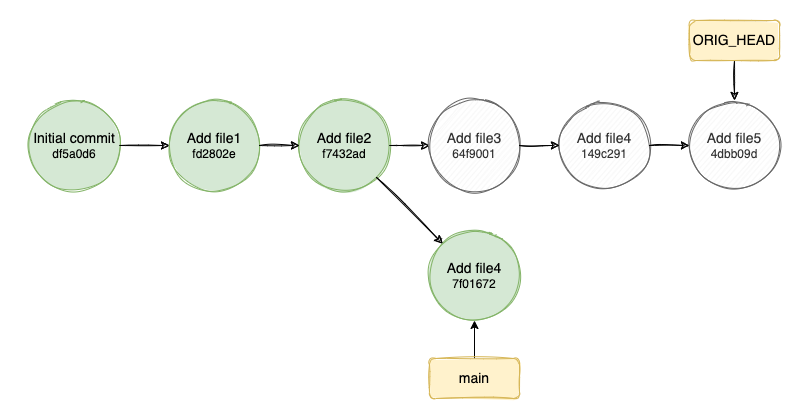 ORIG_HEAD
Initial commit
df5a0d6
Add file1
fd2802e
Add file2
f7432ad
Add file3
64f9001
Add file4
149c291
Add file5
4dbb09d
Add file4
7f01672
main